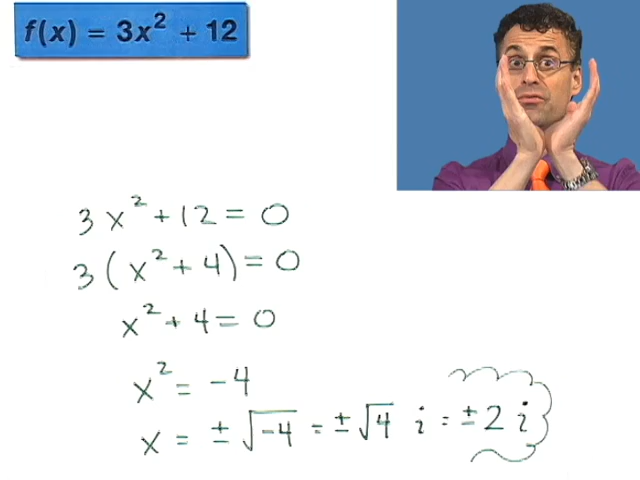 f(x) = 3x² + 12
3x² + 12 = 0
3(x² + 4) = 0
x² + 4 = 0
x² = -4
x = ±√-4 = ±√4 i = ±2 i